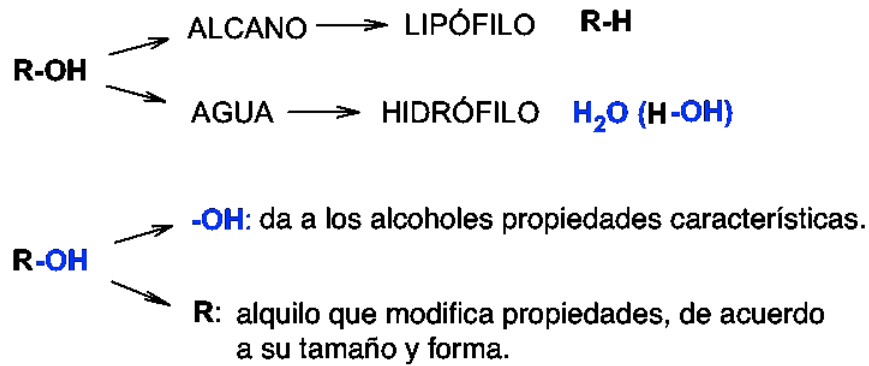 ALCANO LIPÓFILO R-H
R-OH
AGUA HIDRÓFILO H₂O (H-OH)
-OH: da a los alcoholes propiedades características.
R-OH
R: alquilo que modifica propiedades, de acuerdo
a su tamaño y forma.